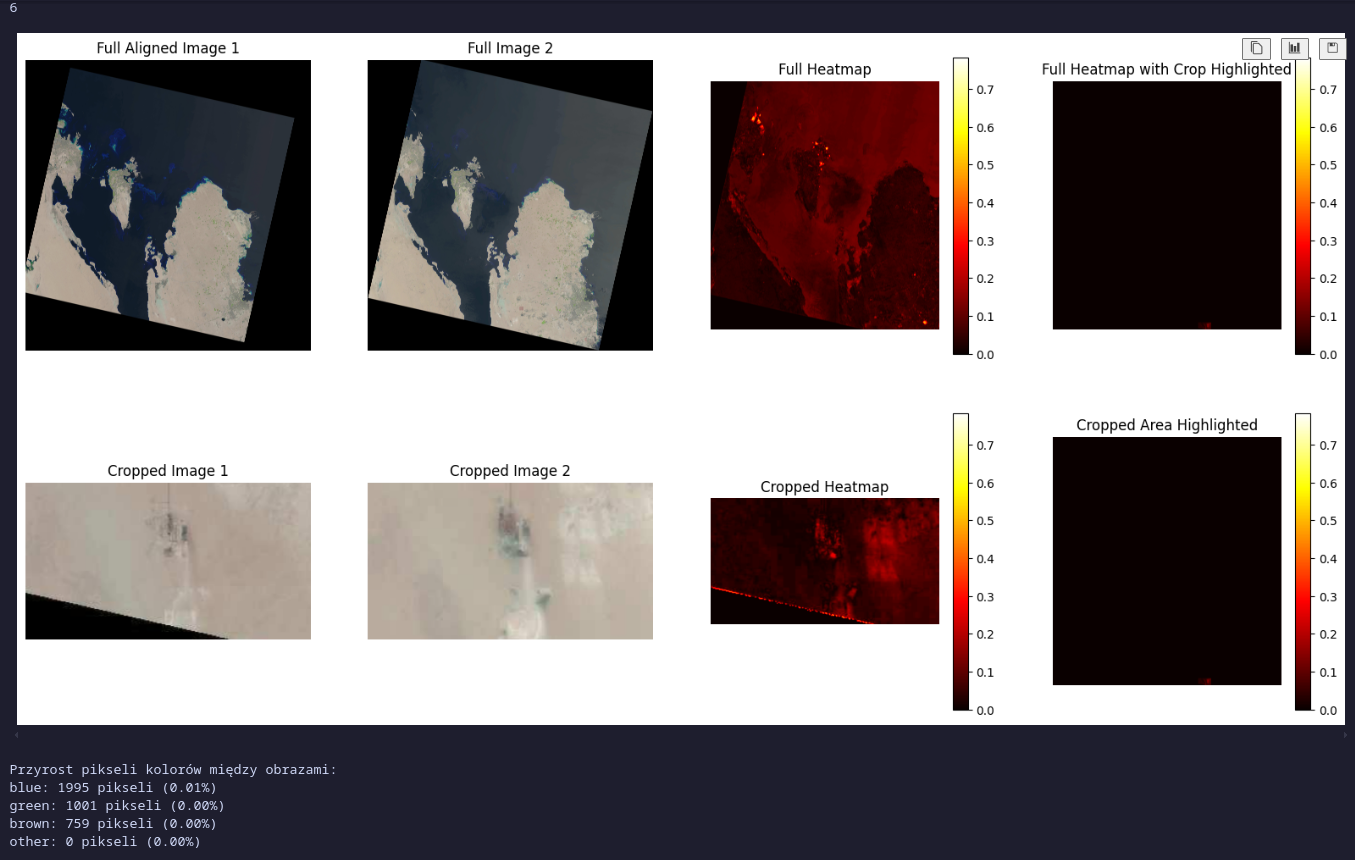 6
Full Aligned Image 1
Full Image 2
Full Heatmap
0.7
0.6
0.5
0.4
0.3
0.2
0.1
0.0
Full Heatmap with Crop Highlighted
0.7
0.6
0.5
0.4
0.3
0.2
0.1
0.0
Cropped Image 1
Cropped Image 2
Cropped Heatmap
0.7
0.6
0.5
0.4
0.3
0.2
0.1
0.0
Cropped Area Highlighted
0.7
0.6
0.5
0.4
0.3
0.2
0.1
0.0
Przyrost pikseli kolorów między obrazami:
blue: 1995 pikseli (0.01%)
green: 1001 pikseli (0.00%)
brown: 759 pikseli (0.00%)
other: 0 pikseli (0.00%)